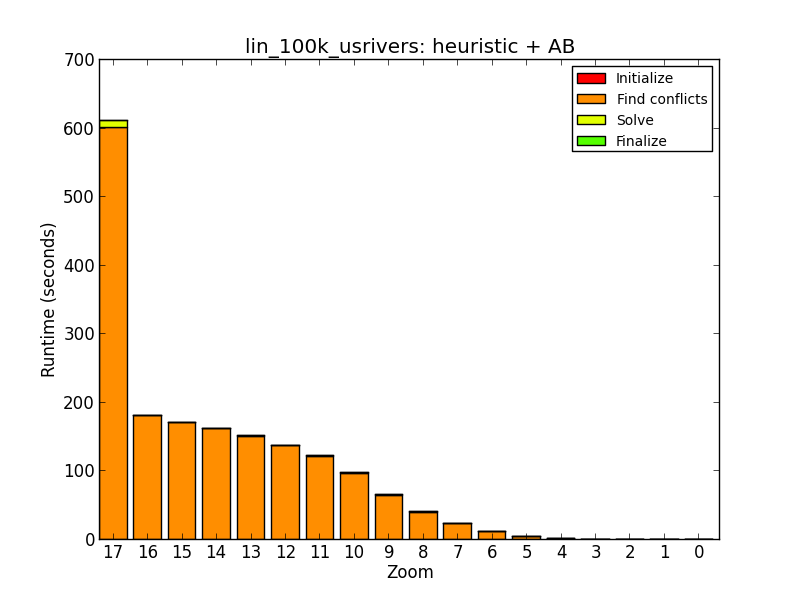 lin_100k_usrivers: heuristic + AB
700
600
500
400
300
200
100
0
Runtime (seconds)
Initialize
Find conflicts
Solve
Finalize
17 16 15 14 13 12 11 10 9 8 7 6 5 4 3 2 1 0
Zoom